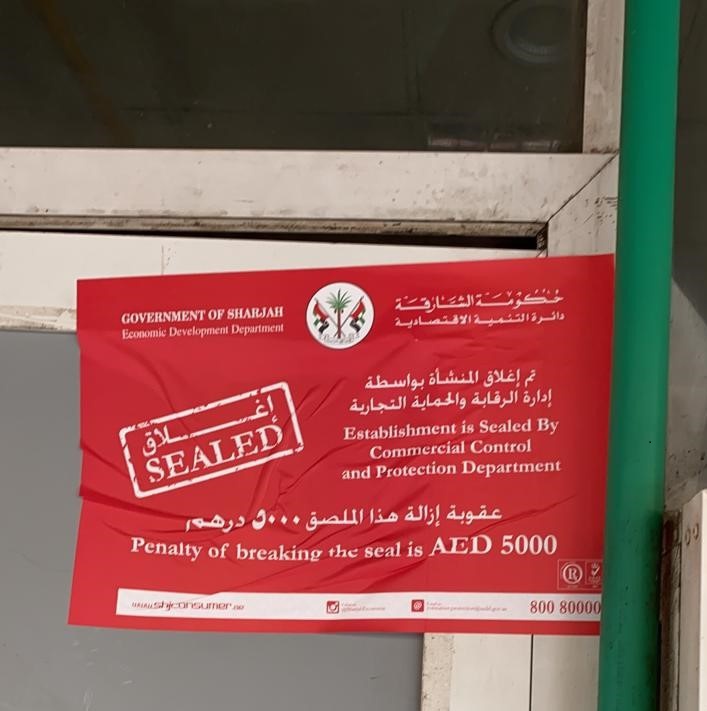 GOVERNMENT OF SHARJAH
Economic Development Department
حكومة الشارقة
دائرة التنمية الاقتصادية
إغلاق
SEALED
تم إغلاق المنشأة بواسطة
إدارة الرقابة والحماية التجارية
Establishment is Sealed By
Commercial Control
and Protection Department
عقوبة إزالة هذا الملصق ٥٠٠٠ درهم
Penalty of breaking the seal is AED 5000
www.shjconsumer.ae
800 80000